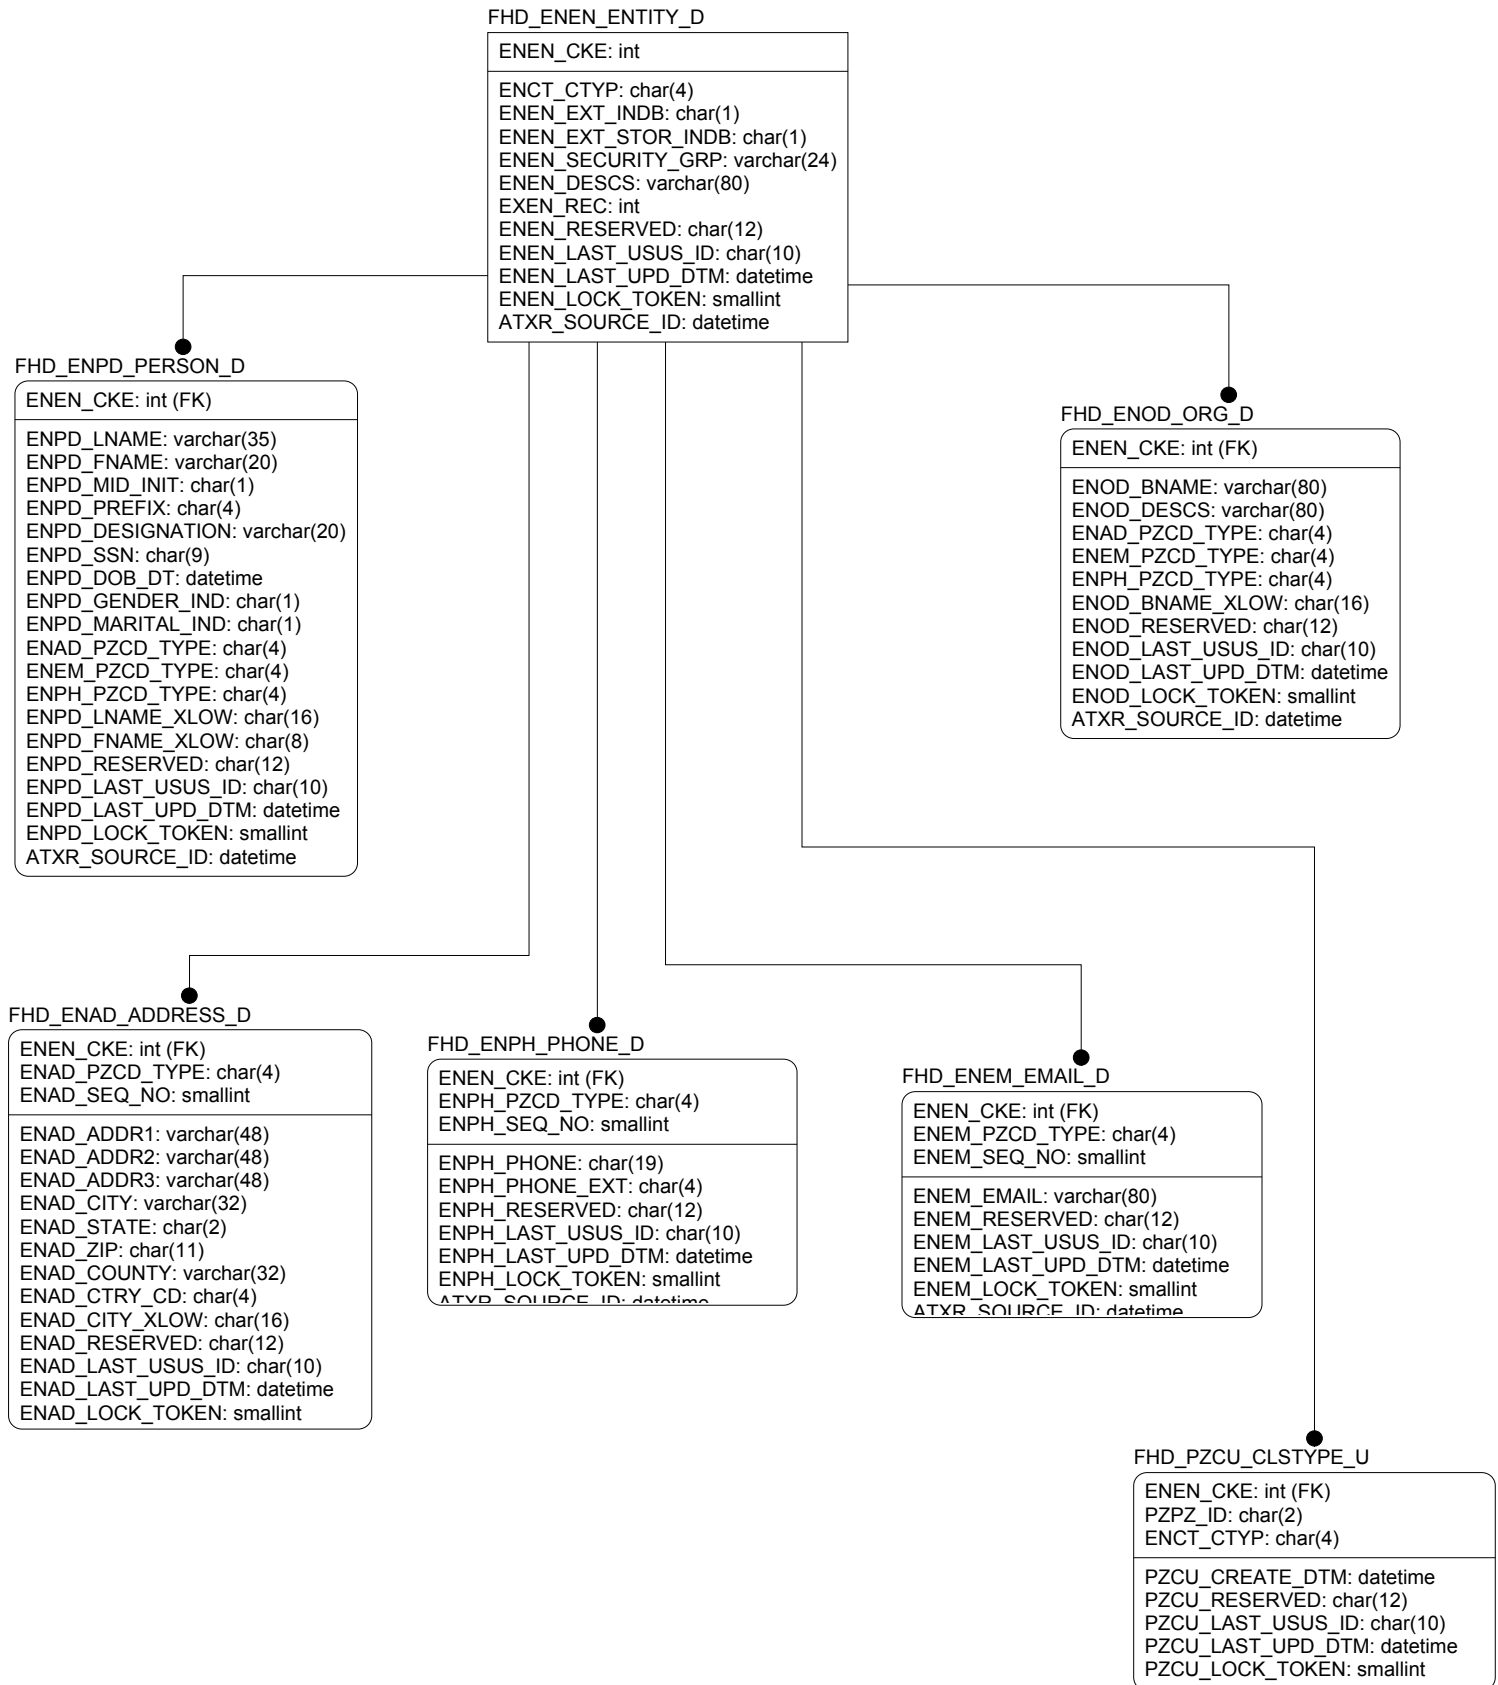 FHD_ENEN_ENTITY_D
ENEN_CKE: int
ENCT_CTYP: char(4)
ENEN_EXT_INDB: char(1)
ENEN_EXT_STOR_INDB: char(1)
ENEN_SECURITY_GRP: varchar(24)
ENEN_DESCS: varchar(80)
EXEN_REC: int
ENEN_RESERVED: char(12)
ENEN_LAST_USUS_ID: char(10)
ENEN_LAST_UPD_DTM: datetime
ENEN_LOCK_TOKEN: smallint
ATXR_SOURCE_ID: datetime
FHD_ENPD_PERSON_D
ENEN_CKE: int (FK)
ENPD_LNAME: varchar(35)
ENPD_FNAME: varchar(20)
ENPD_MID_INIT: char(1)
ENPD_PREFIX: char(4)
ENPD_DESIGNATION: varchar(20)
ENPD_SSN: char(9)
ENPD_DOB_DT: datetime
ENPD_GENDER_IND: char(1)
ENPD_MARITAL_IND: char(1)
ENAD_PZCD_TYPE: char(4)
ENEM_PZCD_TYPE: char(4)
ENPH_PZCD_TYPE: char(4)
ENPD_LNAME_XLOW: char(16)
ENPD_FNAME_XLOW: char(8)
ENPD_RESERVED: char(12)
ENPD_LAST_USUS_ID: char(10)
ENPD_LAST_UPD_DTM: datetime
ENPD_LOCK_TOKEN: smallint
ATXR_SOURCE_ID: datetime
FHD_ENOD_ORG_D
ENEN_CKE: int (FK)
ENOD_BNAME: varchar(80)
ENOD_DESCS: varchar(80)
ENAD_PZCD_TYPE: char(4)
ENEM_PZCD_TYPE: char(4)
ENPH_PZCD_TYPE: char(4)
ENOD_BNAME_XLOW: char(16)
ENOD_RESERVED: char(12)
ENOD_LAST_USUS_ID: char(10)
ENOD_LAST_UPD_DTM: datetime
ENOD_LOCK_TOKEN: smallint
ATXR_SOURCE_ID: datetime
FHD_ENAD_ADDRESS_D
ENEN_CKE: int (FK)
ENAD_PZCD_TYPE: char(4)
ENAD_SEQ_NO: smallint
ENAD_ADDR1: varchar(48)
ENAD_ADDR2: varchar(48)
ENAD_ADDR3: varchar(48)
ENAD_CITY: varchar(32)
ENAD_STATE: char(2)
ENAD_ZIP: char(11)
ENAD_COUNTY: varchar(32)
ENAD_CTRY_CD: char(4)
ENAD_CITY_XLOW: char(16)
ENAD_RESERVED: char(12)
ENAD_LAST_USUS_ID: char(10)
ENAD_LAST_UPD_DTM: datetime
ENAD_LOCK_TOKEN: smallint
FHD_ENPH_PHONE_D
ENEN_CKE: int (FK)
ENPH_PZCD_TYPE: char(4)
ENPH_SEQ_NO: smallint
ENPH_PHONE: char(19)
ENPH_PHONE_EXT: char(4)
ENPH_RESERVED: char(12)
ENPH_LAST_USUS_ID: char(10)
ENPH_LAST_UPD_DTM: datetime
ENPH_LOCK_TOKEN: smallint
ATXR_SOURCE_ID: datetime
FHD_ENEM_EMAIL_D
ENEN_CKE: int (FK)
ENEM_PZCD_TYPE: char(4)
ENEM_SEQ_NO: smallint
ENEM_EMAIL: varchar(80)
ENEM_RESERVED: char(12)
ENEM_LAST_USUS_ID: char(10)
ENEM_LAST_UPD_DTM: datetime
ENEM_LOCK_TOKEN: smallint
ATXR_SOURCE_ID: datetime
FHD_PZCU_CLSTYPE_U
ENEN_CKE: int (FK)
PZPZ_ID: char(2)
ENCT_CTYP: char(4)
PZCU_CREATE_DTM: datetime
PZCU_RESERVED: char(12)
PZCU_LAST_USUS_ID: char(10)
PZCU_LAST_UPD_DTM: datetime
PZCU_LOCK_TOKEN: smallint